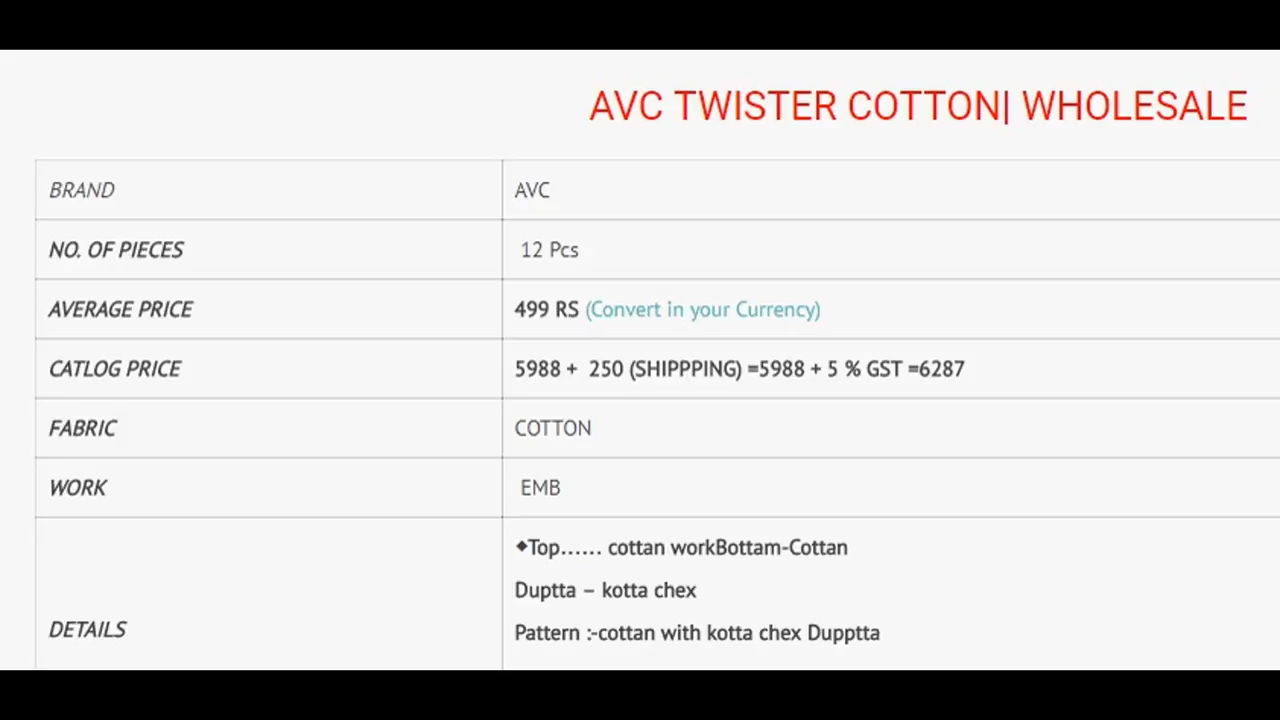 AVC TWISTER COTTON| WHOLESALE
BRAND AVC
NO. OF PIECES 12 Pcs
AVERAGE PRICE 499 RS (Convert in your Currency)
CATLOG PRICE 5988 + 250 (SHIPPPING) =5988 + 5 % GST =6287
FABRIC COTTON
WORK EMB
◆Top...... cottan workBottam-Cottan
Duptta – kotta chex
DETAILS
Pattern :-cottan with kotta chex Dupptta